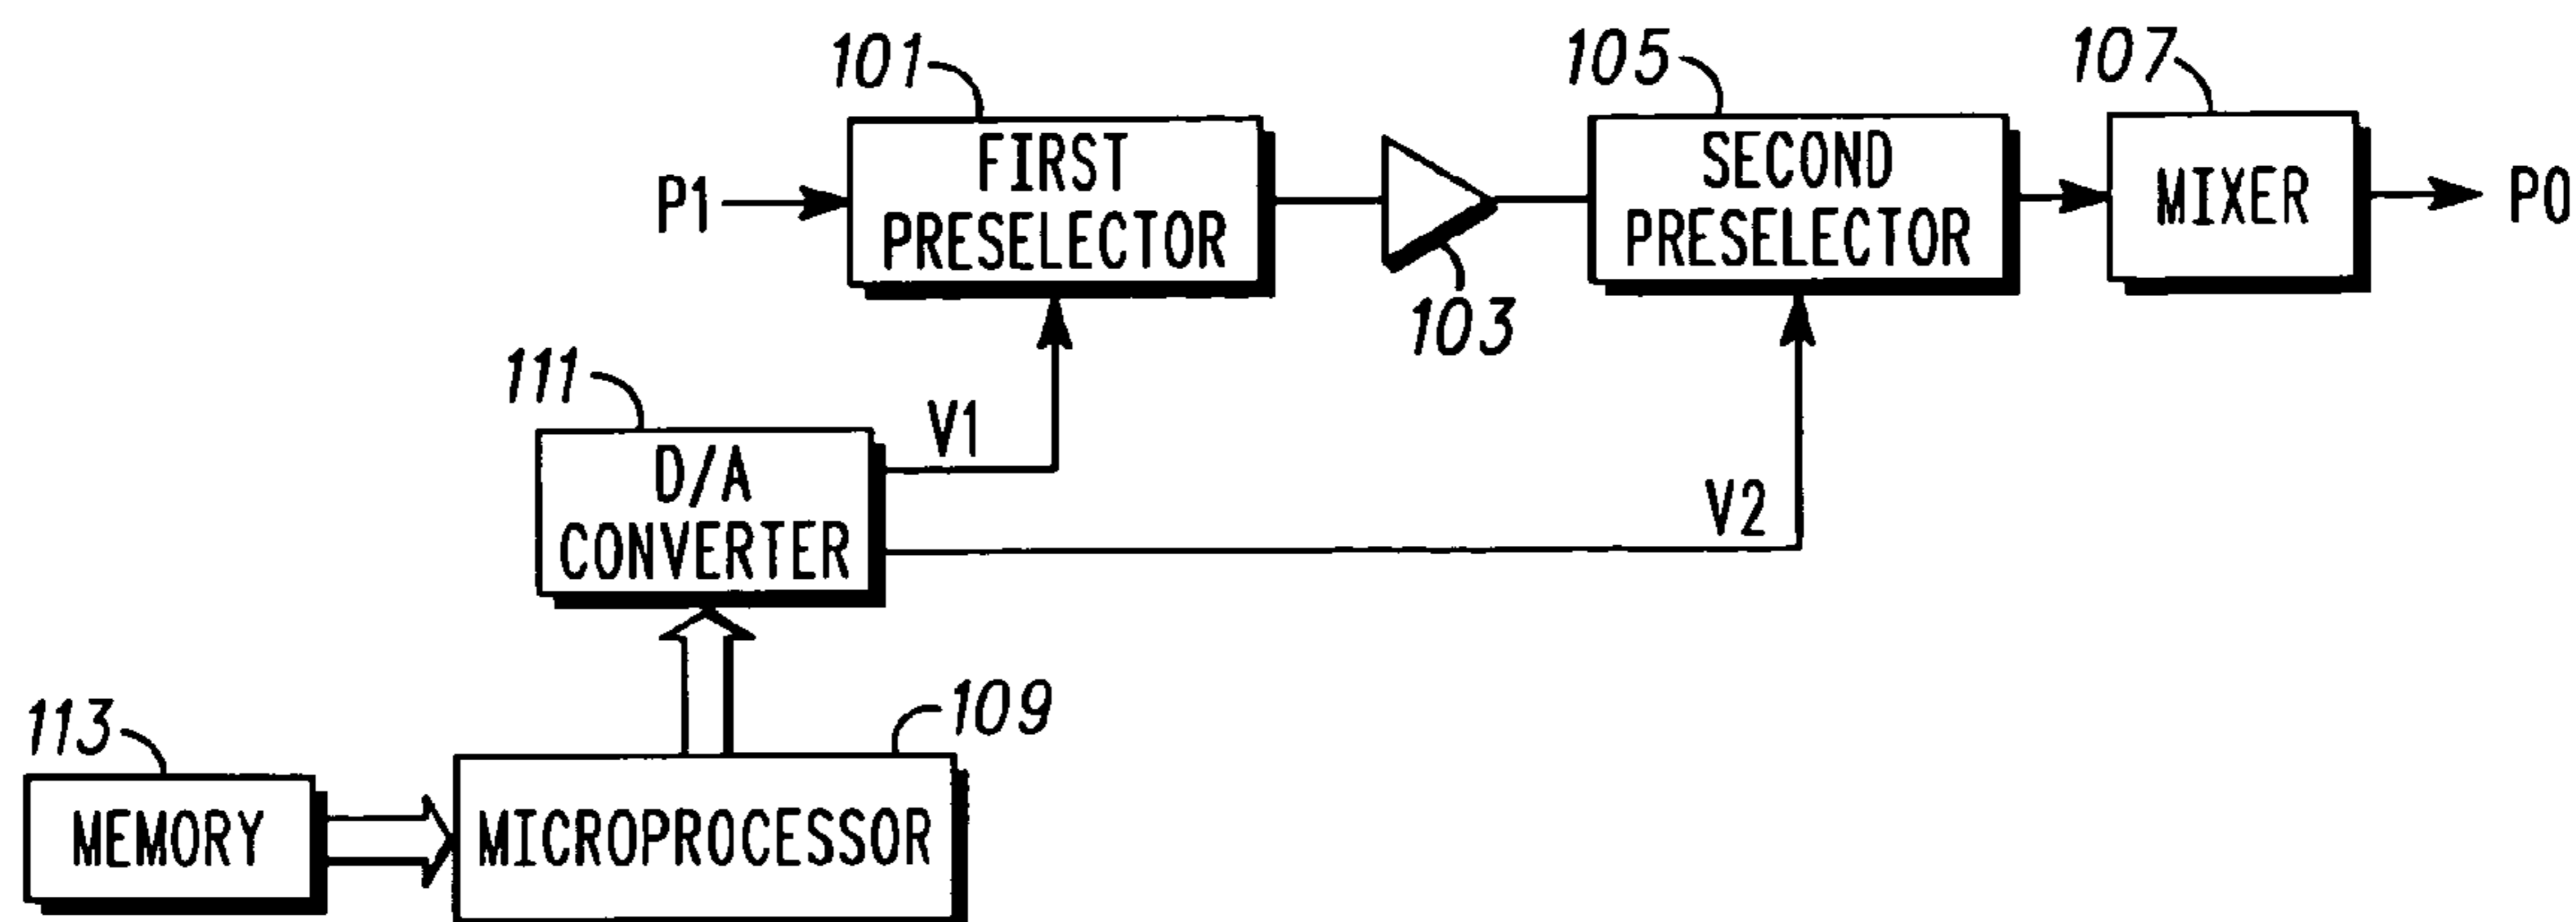 101
105
107
FIRST
PRESELECTOR
SECOND
PRESELECTOR
MIXER
P1
P0
103
111
V1
D/A
CONVERTER
V2
113
109
MEMORY
MICROPROCESSOR